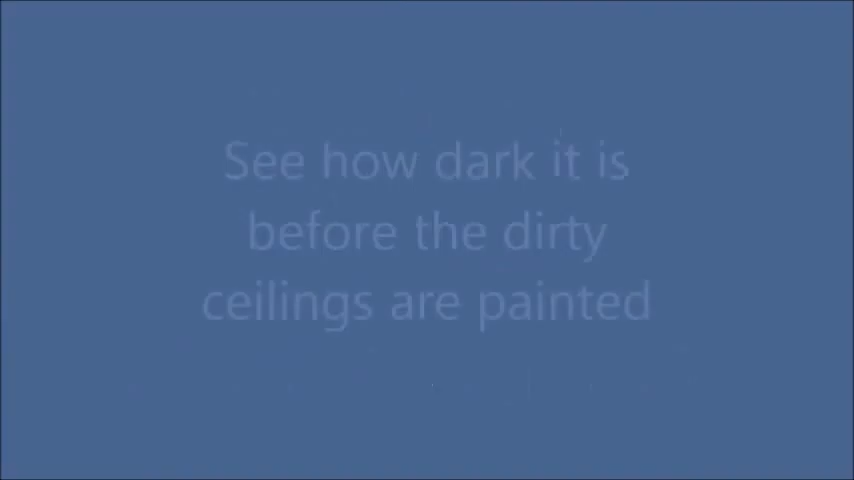 See how dark it is
before the dirty
ceilings are painted